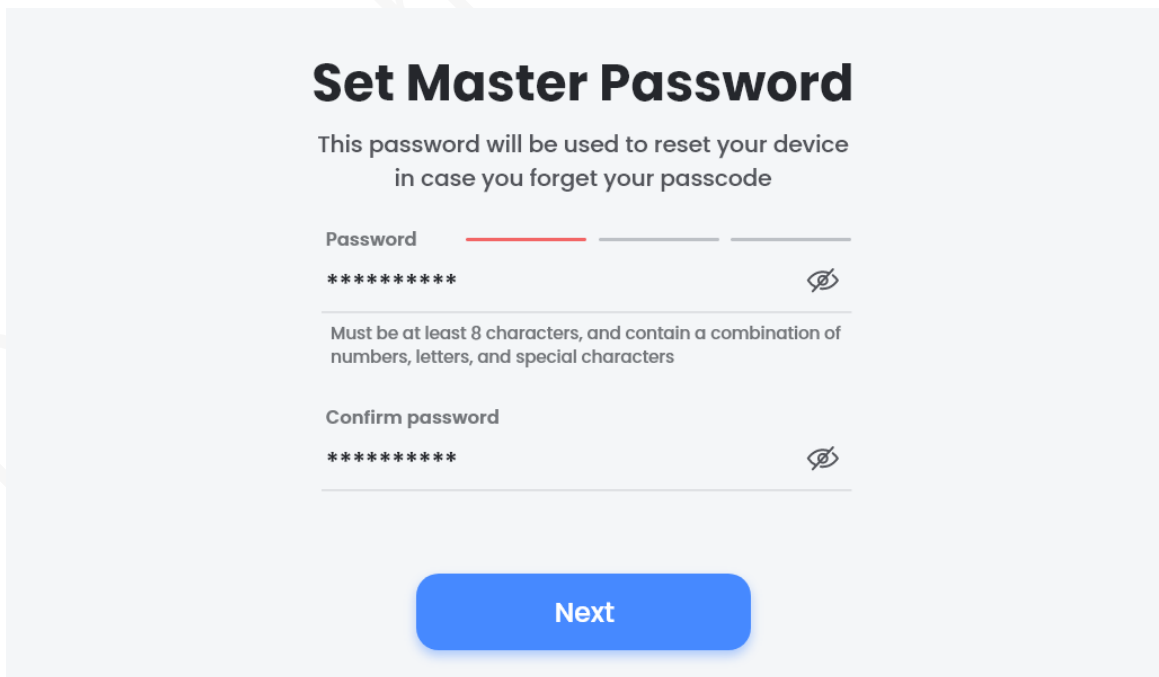 Set Master Password
This password will be used to reset your device
in case you forget your passcode
Password
**********
Must be at least 8 characters, and contain a combination of
numbers, letters, and special characters
Confirm password
**********
Next